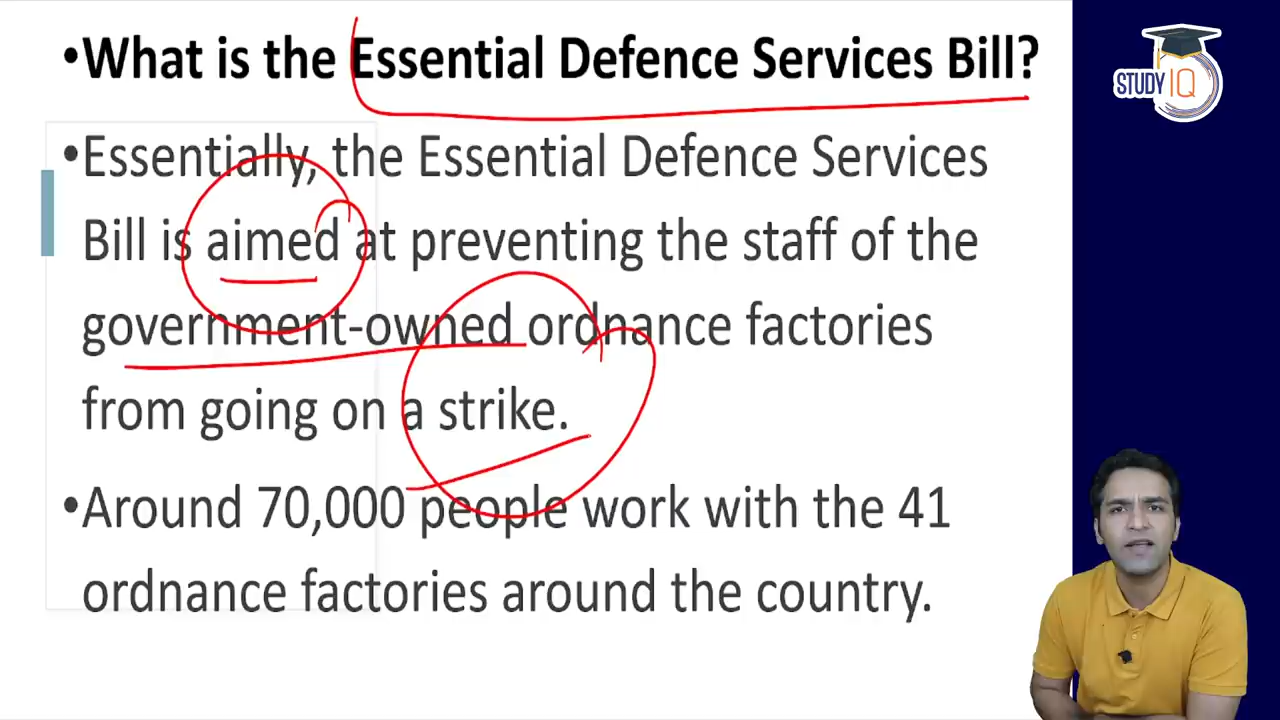 •What is the Essential Defence Services Bill?
STUDY IQ
•Essentially, the Essential Defence Services
Bill is aimed at preventing the staff of the
government-owned ordnance factories
from going on a strike.
•Around 70,000 people work with the 41
ordnance factories around the country.